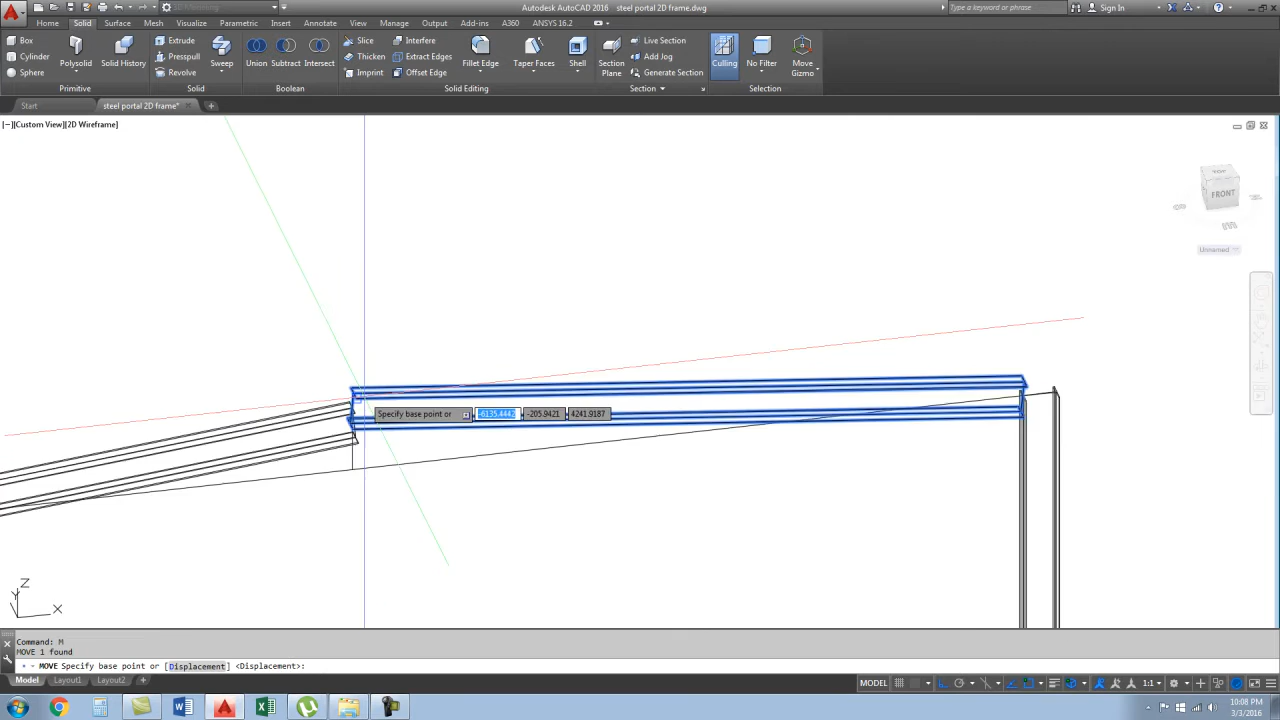 Autodesk AutoCAD 2016 steel portal 2D frame.dwg
Type a keyword or phrase
Sign In
Home Solid Surface Mesh Visualize Parametric Insert Annotate View Manage Output Add-ins A360 ANSYS 16.2
Box
Cylinder
Sphere
Polysolid
Solid History
Extrude
Presspull
Revolve
Sweep
Union
Subtract
Intersect
Slice
Thicken
Imprint
Interfere
Extract Edges
Offset Edge
Fillet Edge
Taper Faces
Shell
Section
Plane
Live Section
Add Jog
Generate Section
Culling
No Filter
Move
Gizmo
Primitive Solid Boolean Solid Editing Section Selection
Start
steel portal 2D frame*
[−][Custom View][2D Wireframe]
FRONT
Unnamed
Specify base point or -6135.4442 -205.9421 4241.9187
Z
Y
X
Command: M
MOVE 1 found
MOVE Specify base point or [Displacement] <Displacement>:
Model Layout1 Layout2
MODEL
1:1
10:08 PM
3/3/2016